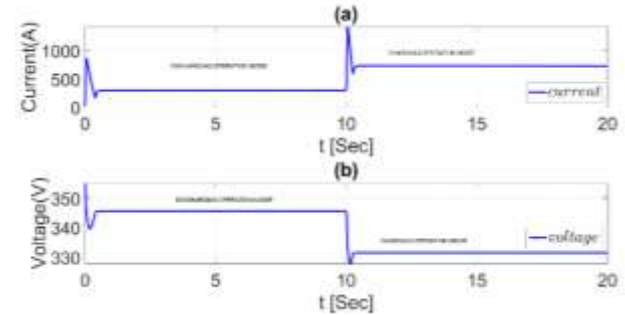 (a)
Current(A)
1000
500
0
current
0 5 10 15 20
t [Sec]
(b)
Voltage(V)
350
340
330
voltage
0 5 10 15 20
t [Sec]